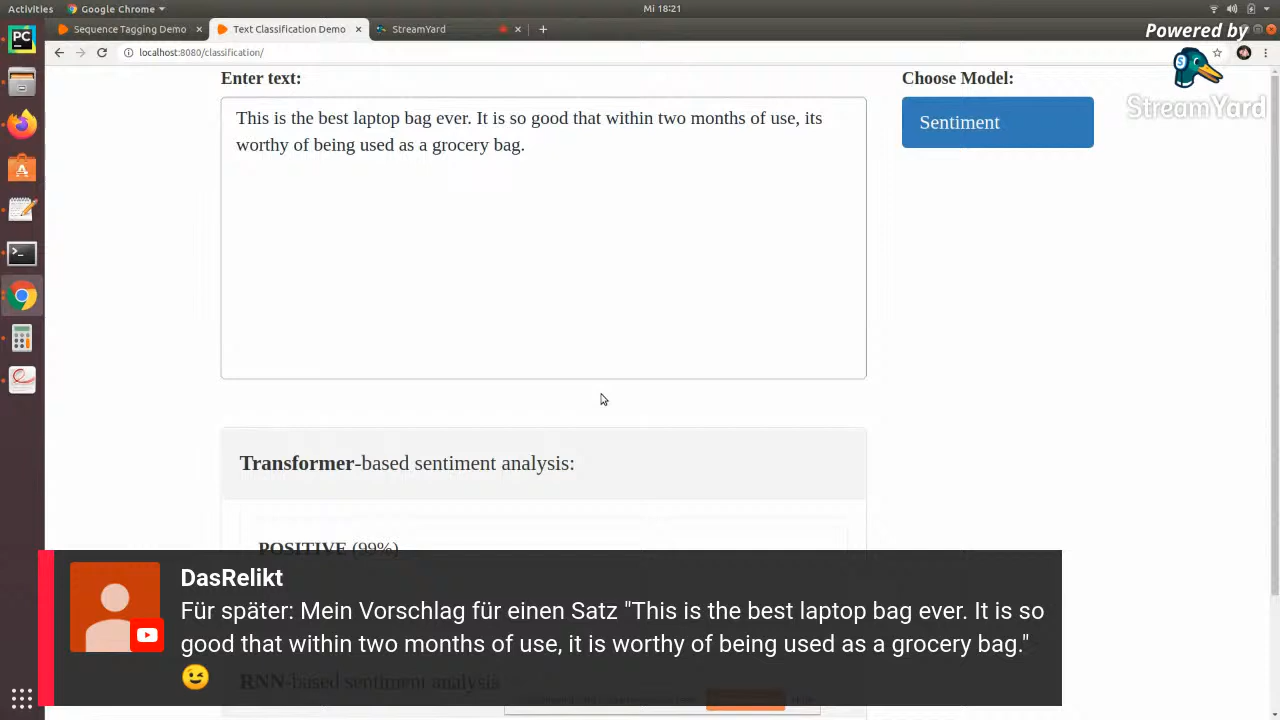 Activities
Google Chrome
Mi 18:21
Sequence Tagging Demo
Text Classification Demo
StreamYard
localhost:8080/classification/
Powered by
StreamYard
Enter text:
Choose Model:
This is the best laptop bag ever. It is so good that within two months of use, its
worthy of being used as a grocery bag.
Sentiment
Transformer-based sentiment analysis:
POSITIVE (99%)
DasRelikt
Für später: Mein Vorschlag für einen Satz "This is the best laptop bag ever. It is so
good that within two months of use, it is worthy of being used as a grocery bag."
😉
RNN-based sentiment analysis